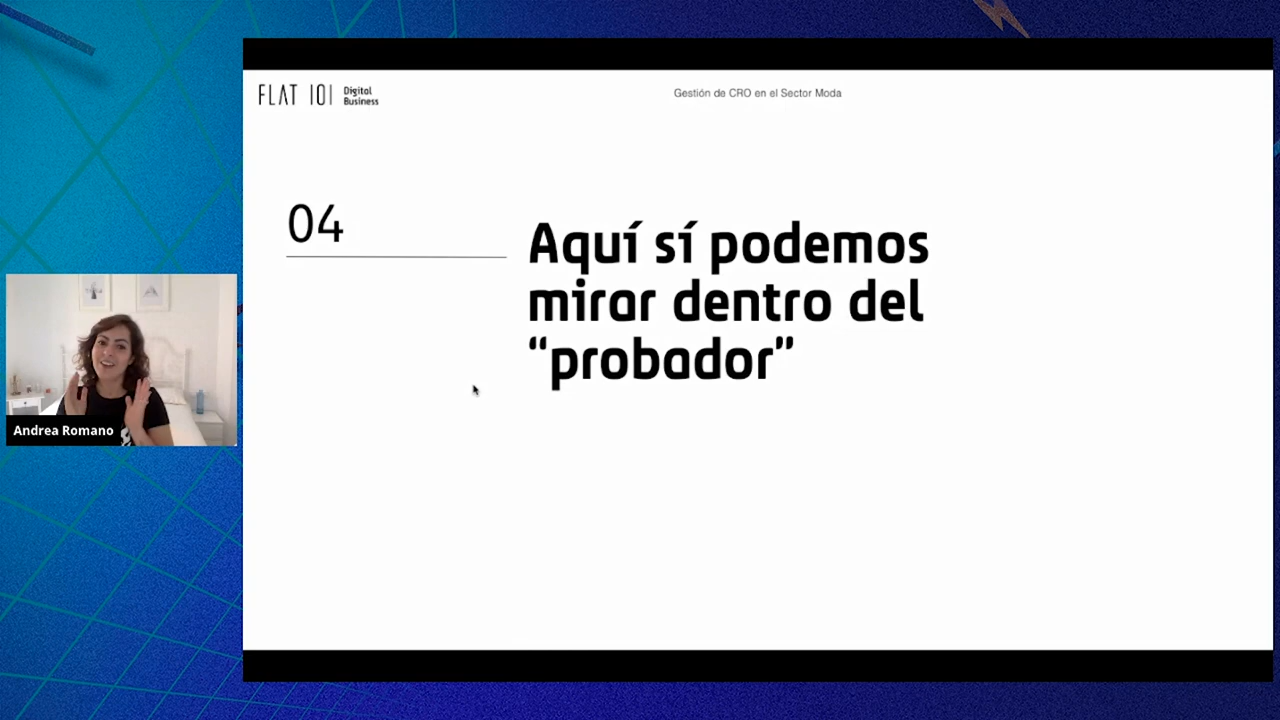 FLAT 101
Digital
Business
Gestión de CRO en el Sector Moda
04
Aquí sí podemos
mirar dentro del
“probador”
Andrea Romano